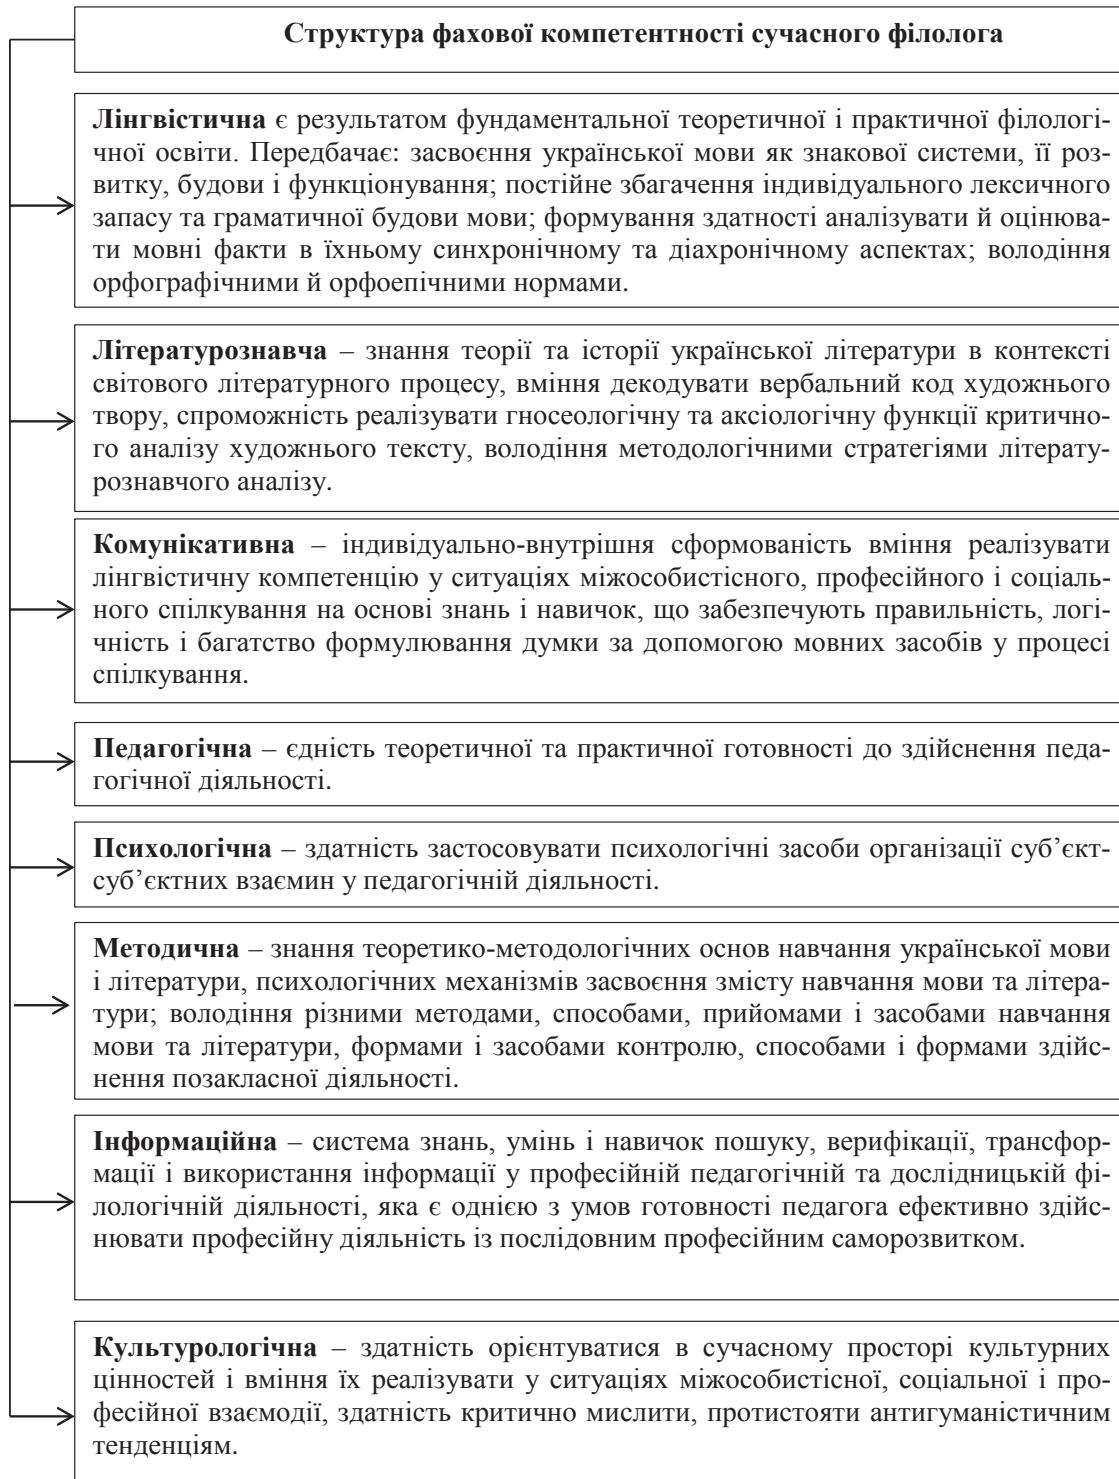 Структура фахової компетентності сучасного філолога
Лінгвістична є результатом фундаментальної теоретичної і практичної філологі-
чної освіти. Передбачає: засвоєння української мови як знакової системи, її роз-
витку, будови і функціонування; постійне збагачення індивідуального лексичного
запасу та граматичної будови мови; формування здатності аналізувати й оцінюва-
ти мовні факти в їхньому синхронічному та діахронічному аспектах; володіння
орфографічними й орфоепічними нормами.
Літературознавча – знання теорії та історії української літератури в контексті
світового літературного процесу, вміння декодувати вербальний код художнього
твору, спроможність реалізувати гносеологічну та аксіологічну функції критично-
го аналізу художнього тексту, володіння методологічними стратегіями літерату-
рознавчого аналізу.
Комунікативна – індивідуально-внутрішня сформованість вміння реалізувати
лінгвістичну компетенцію у ситуаціях міжособистісного, професійного і соціаль-
ного спілкування на основі знань і навичок, що забезпечують правильність, логі-
чність і багатство формулювання думки за допомогою мовних засобів у процесі
спілкування.
Педагогічна – єдність теоретичної та практичної готовності до здійснення педа-
гогічної діяльності.
Психологічна – здатність застосовувати психологічні засоби організації суб’єкт-
суб’єктних взаємин у педагогічній діяльності.
Методична – знання теоретико-методологічних основ навчання української мови
і літератури, психологічних механізмів засвоєння змісту навчання мови та літера-
тури; володіння різними методами, способами, прийомами і засобами навчання
мови та літератури, формами і засобами контролю, способами і формами здійс-
нення позакласної діяльності.
Інформаційна – система знань, умінь і навичок пошуку, верифікації, трансфор-
мації і використання інформації у професійній педагогічній та дослідницькій фі-
лологічній діяльності, яка є однією з умов готовності педагога ефективно здійс-
нювати професійну діяльність із послідовним професійним саморозвитком.
Культурологічна – здатність орієнтуватися в сучасному просторі культурних
цінностей і вміння їх реалізувати у ситуаціях міжособистісної, соціальної і про-
фесійної взаємодії, здатність критично мислити, протистояти антигуманістичним
тенденціям.